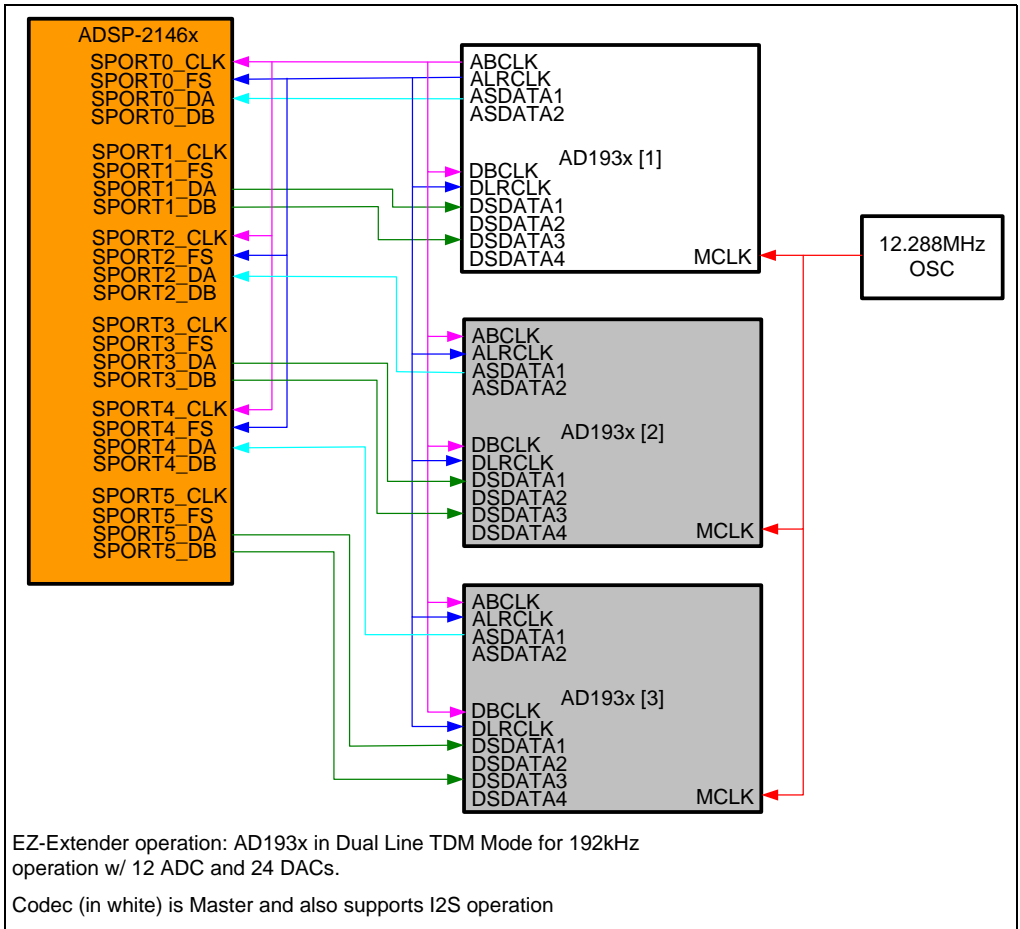 ADSP-2146x
SPORT0_CLK
SPORT0_FS
SPORT0_DA
SPORT0_DB
SPORT1_CLK
SPORT1_FS
SPORT1_DA
SPORT1_DB
SPORT2_CLK
SPORT2_FS
SPORT2_DA
SPORT2_DB
SPORT3_CLK
SPORT3_FS
SPORT3_DA
SPORT3_DB
SPORT4_CLK
SPORT4_FS
SPORT4_DA
SPORT4_DB
SPORT5_CLK
SPORT5_FS
SPORT5_DA
SPORT5_DB
ABCLK
ALRCLK
ASDATA1
ASDATA2
AD193x [1]
DBCLK
DLRCLK
DSDATA1
DSDATA2
DSDATA3
DSDATA4
MCLK
12.288MHz
OSC
ABCLK
ALRCLK
ASDATA1
ASDATA2
AD193x [2]
DBCLK
DLRCLK
DSDATA1
DSDATA2
DSDATA3
DSDATA4
MCLK
ABCLK
ALRCLK
ASDATA1
ASDATA2
AD193x [3]
DBCLK
DLRCLK
DSDATA1
DSDATA2
DSDATA3
DSDATA4
MCLK
EZ-Extender operation: AD193x in Dual Line TDM Mode for 192kHz
operation w/ 12 ADC and 24 DACs.
Codec (in white) is Master and also supports I2S operation